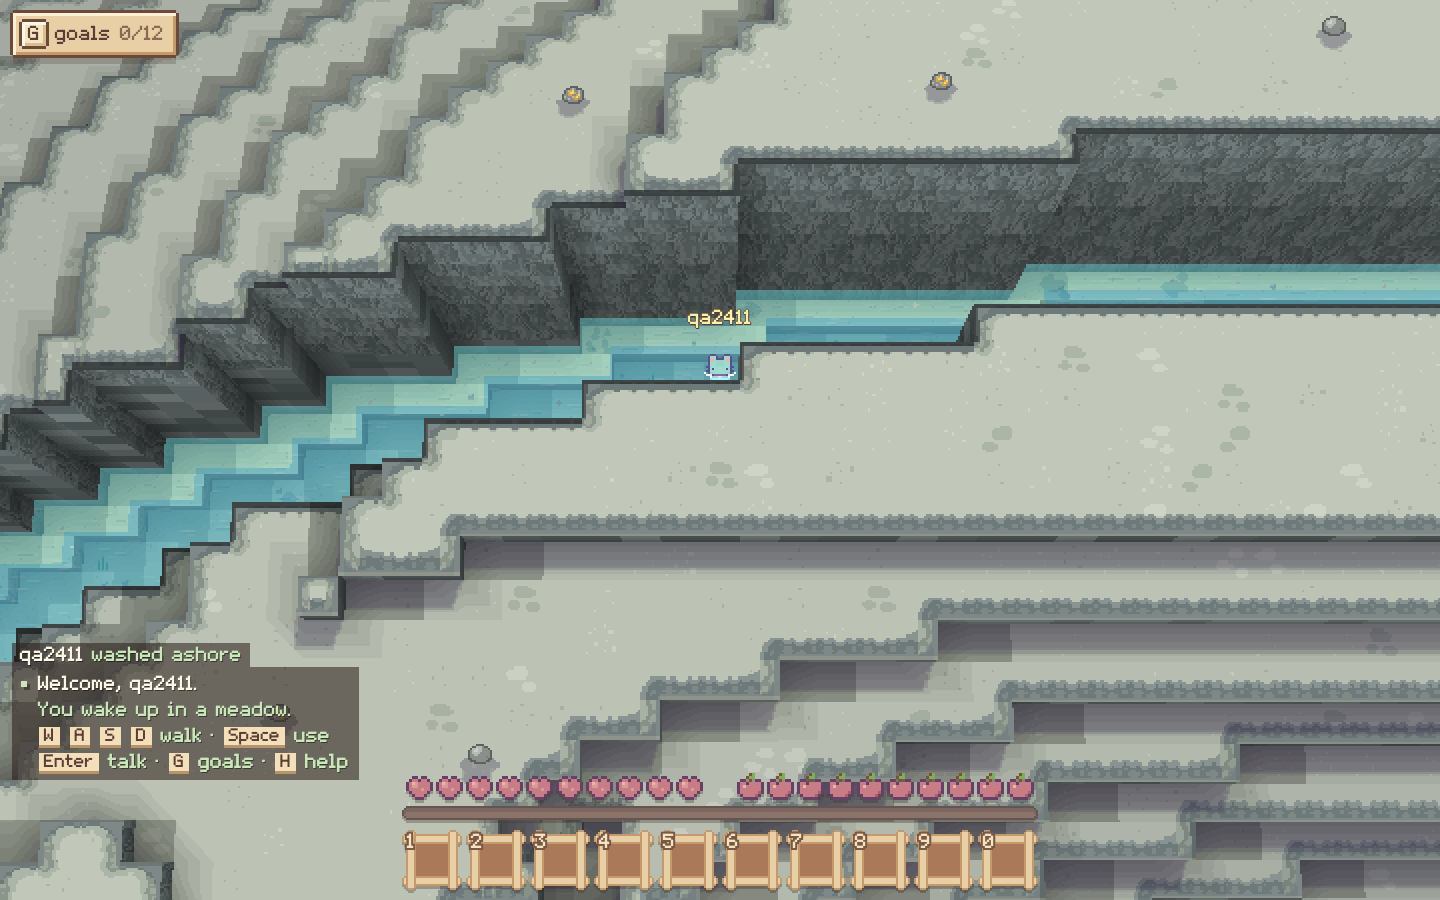 G goals 0/12
qa2411
qa2411 washed ashore
Welcome, qa2411.
You wake up in a meadow.
W A S D walk · Space use
Enter talk · G goals · H help
1 2 3 4 5 6 7 8 9 0